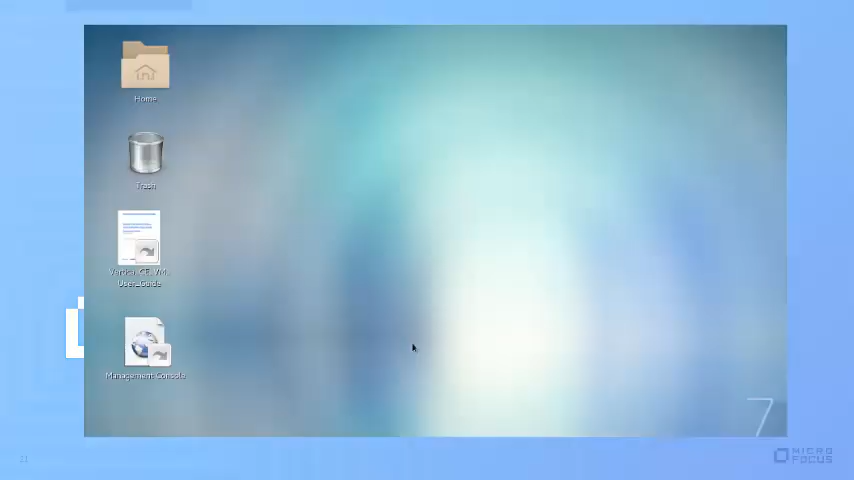 Home
Trash
Vertica_CE_VM_
User_Guide
Management Console
7
MICRO
FOCUS